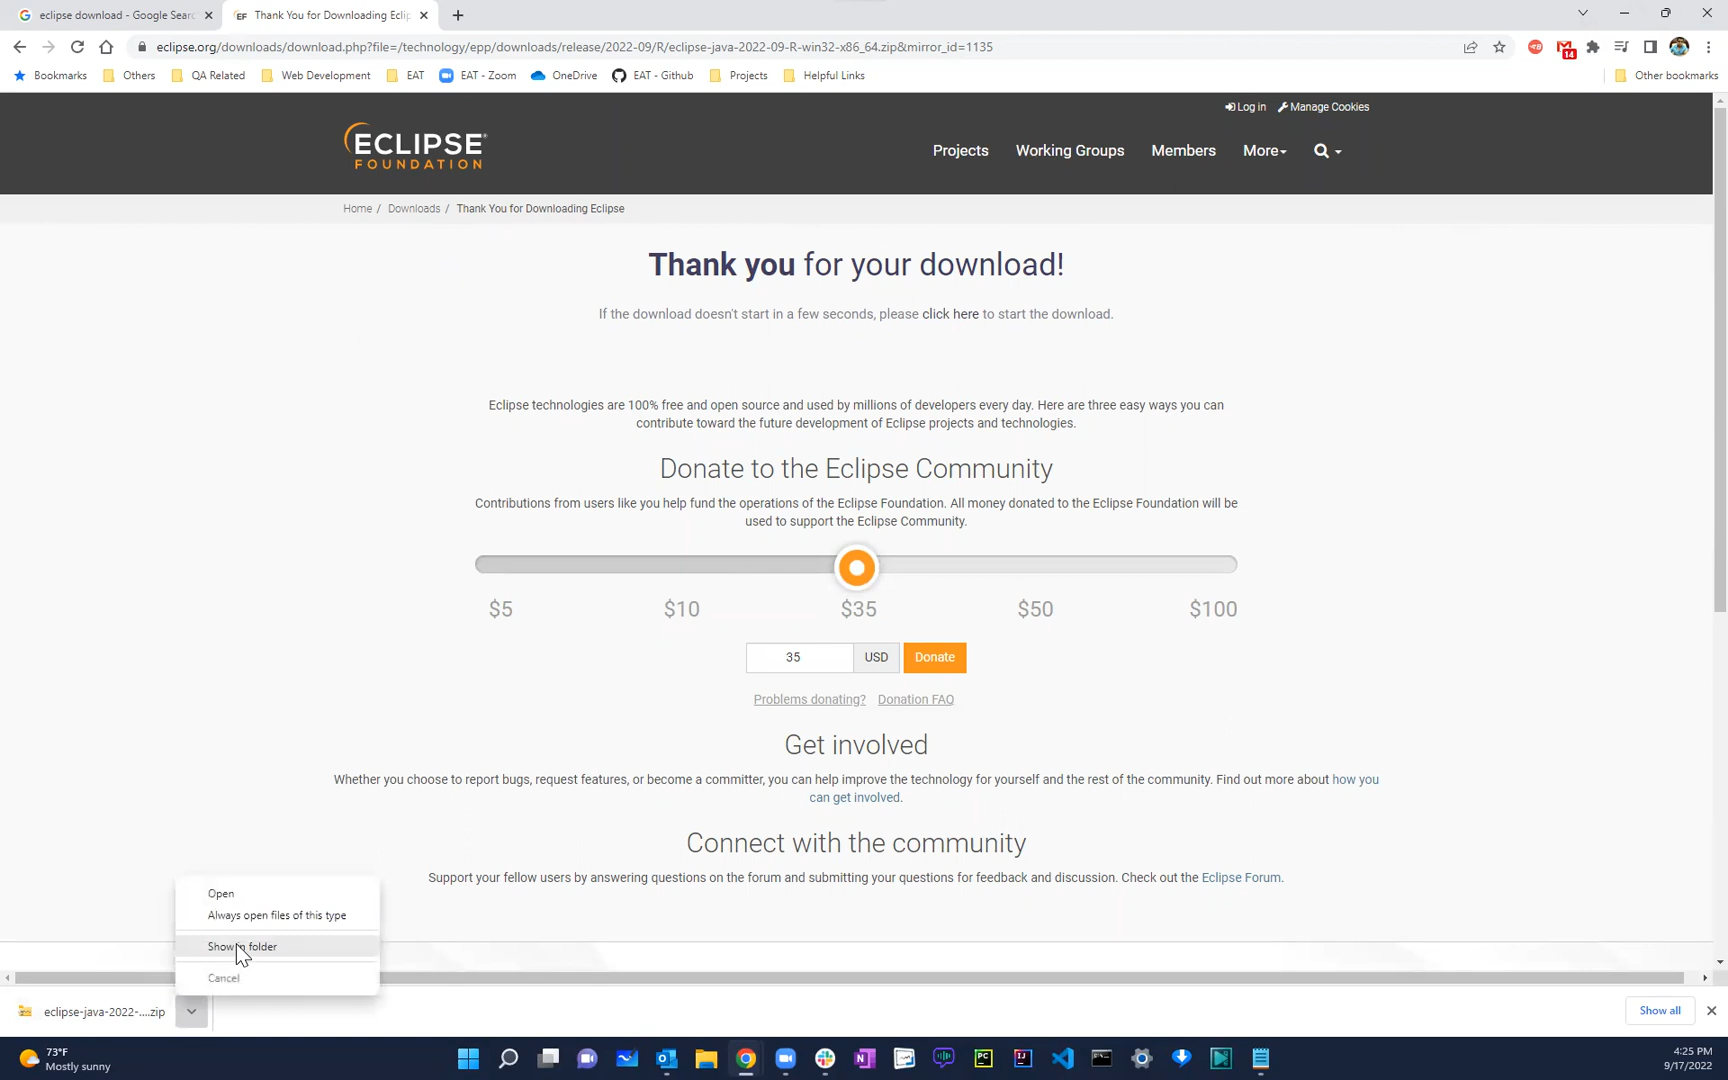 eclipse download - Google Searc
Thank You for Downloading Eclip
eclipse.org/downloads/download.php?file=/technology/epp/downloads/release/2022-09/R/eclipse-java-2022-09-R-win32-x86_64.zip&mirror_id=1135
14
Bookmarks
Others
QA Related
Web Development
EAT
EAT - Zoom
OneDrive
EAT - Github
Projects
Helpful Links
Other bookmarks
Log in
Manage Cookies
ECLIPSE
FOUNDATION
Projects
Working Groups
Members
More
Home /
Downloads /
Thank You for Downloading Eclipse
Thank you for your download!
If the download doesn't start in a few seconds, please click here to start the download.
Eclipse technologies are 100% free and open source and used by millions of developers every day. Here are three easy ways you can
contribute toward the future development of Eclipse projects and technologies.
Donate to the Eclipse Community
Contributions from users like you help fund the operations of the Eclipse Foundation. All money donated to the Eclipse Foundation will be
used to support the Eclipse Community.
$5
$10
$35
$50
$100
35
USD
Donate
Problems donating?
Donation FAQ
Get involved
Whether you choose to report bugs, request features, or become a committer, you can help improve the technology for yourself and the rest of the community. Find out more about how you
can get involved.
Connect with the community
Support your fellow users by answering questions on the forum and submitting your questions for feedback and discussion. Check out the Eclipse Forum.
Open
Always open files of this type
Show in folder
Cancel
eclipse-java-2022-....zip
Show all
73°F
Mostly sunny
4:25 PM
9/17/2022